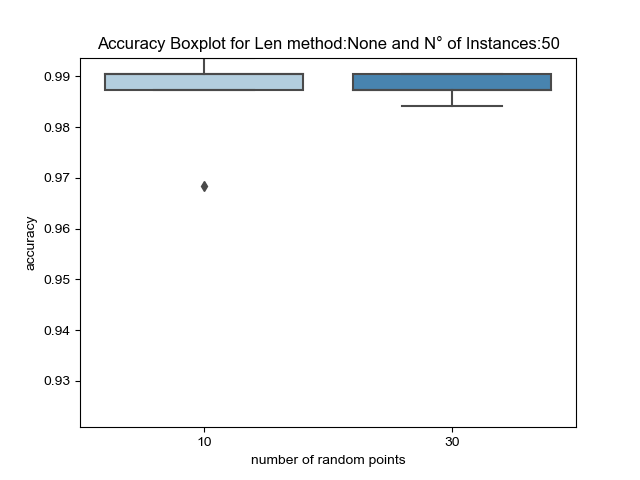 Accuracy Boxplot for Len method:None and N° of Instances:50
0.99
0.98
0.97
0.96
0.95
0.94
0.93
accuracy
10 30
number of random points